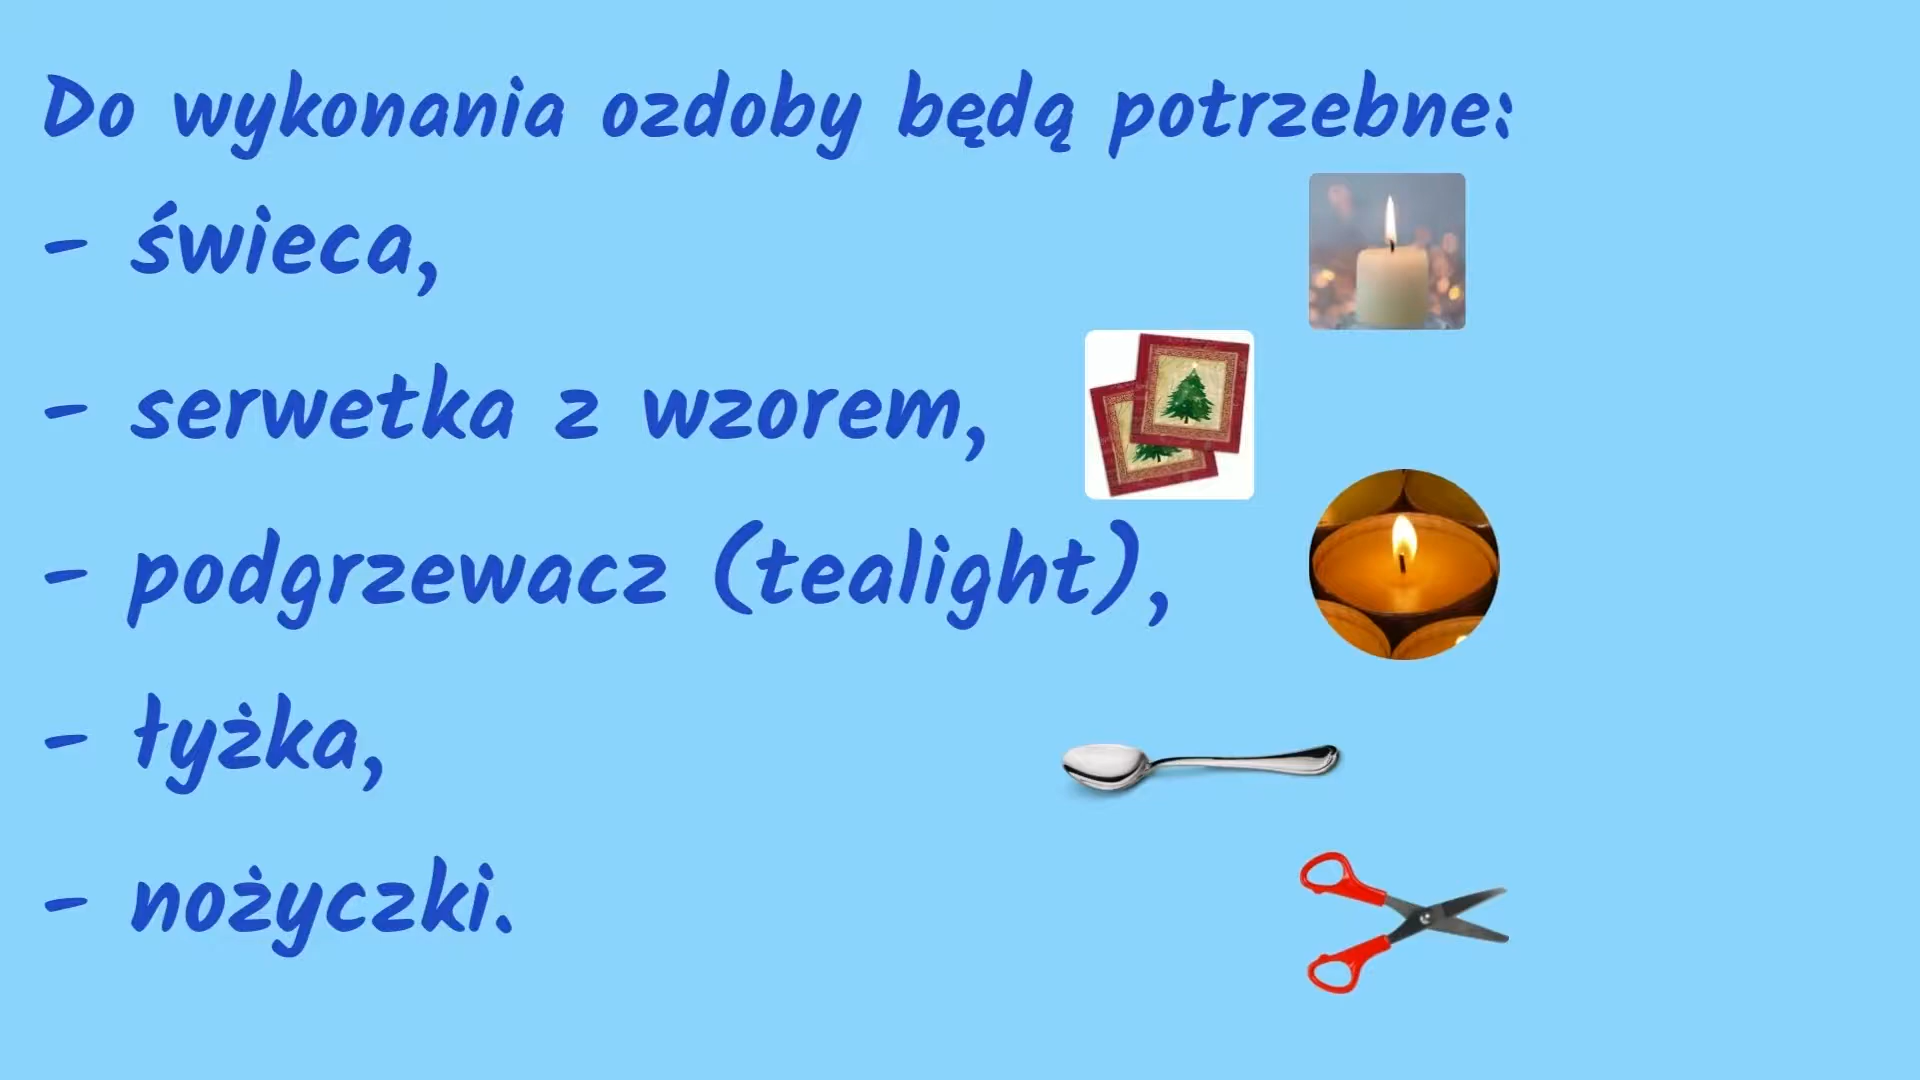 Do wykonania ozdoby będą potrzebne:
- świeca,
- serwetka z wzorem,
- podgrzewacz (tealight),
- łyżka,
- nożyczki.